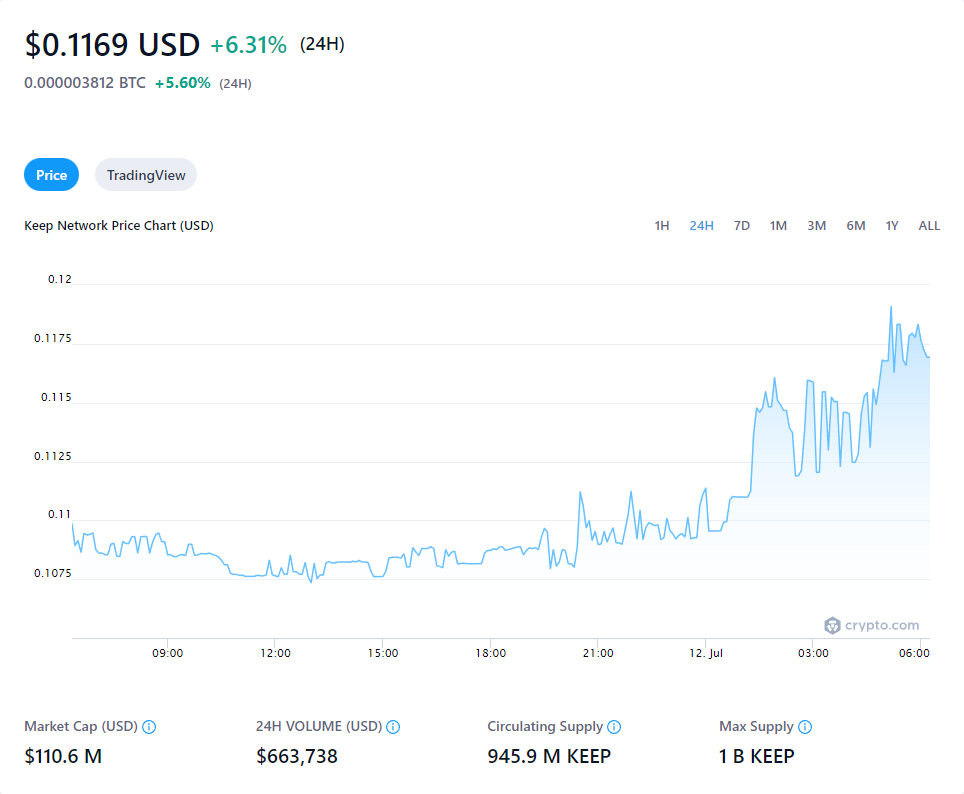 $0.1169 USD +6.31% (24H)
0.000003812 BTC +5.60% (24H)
Price TradingView
Keep Network Price Chart (USD)
1H 24H 7D 1M 3M 6M 1Y ALL
0.12
0.1175
0.115
0.1125
0.11
0.1075
crypto.com
09:00 12:00 15:00 18:00 21:00 12. Jul 03:00 06:00
Market Cap (USD) 24H VOLUME (USD) Circulating Supply Max Supply
$110.6 M $663,738 945.9 M KEEP 1 B KEEP